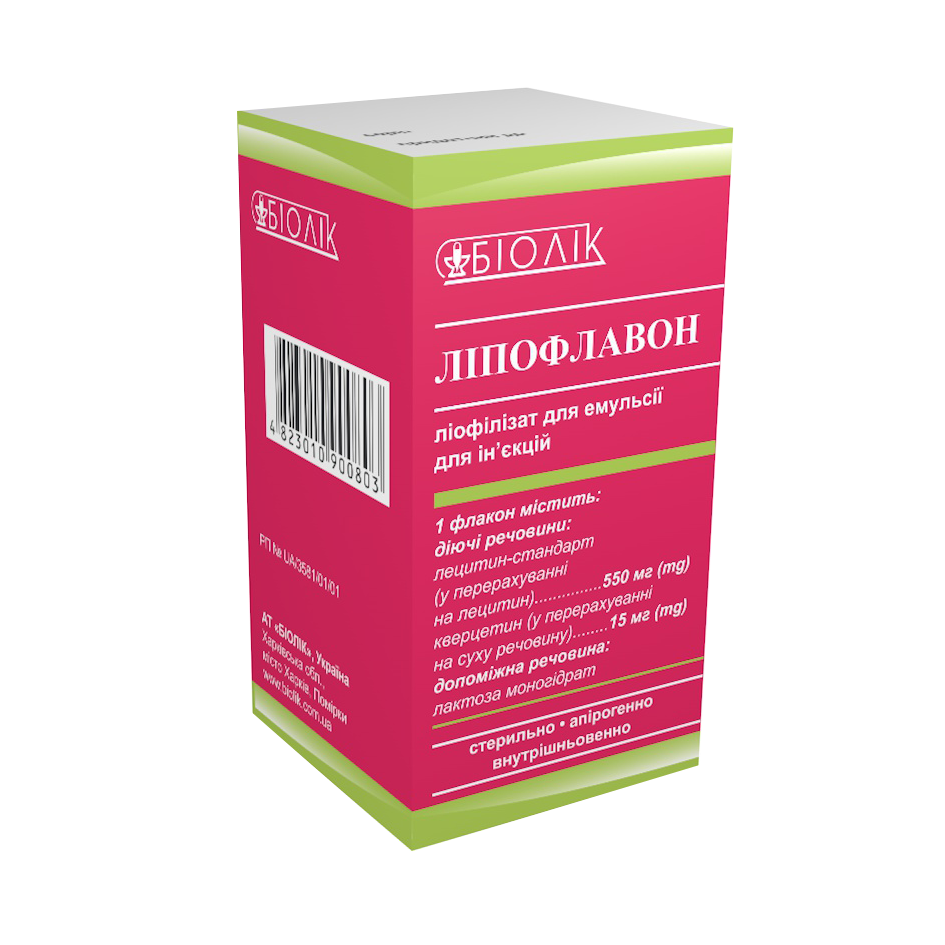 БІОЛІК
4 823010 900803
РП № UA/3581/01/01
АТ «БІОЛІК», Україна
Харківська обл.,
місто Харків, Помірки
www.biolik.com.ua
БІОЛІК
ЛІПОФЛАВОН
ліофілізат для емульсії
для ін’єкцій
1 флакон містить:
діючі речовини:
лецитин-стандарт
(у перерахуванні
на лецитин)...............550 мг (mg)
кверцетин (у перерахуванні
на суху речовину)........15 мг (mg)
допоміжна речовина:
лактоза моногідрат
стерильно • апірогенно
внутрішньовенно